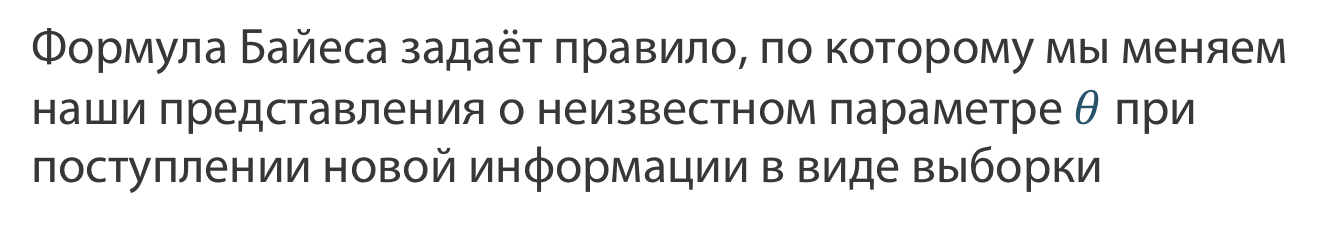 Формула Байеса задаёт правило, по которому мы меняем
наши представления о неизвестном параметре θ при
поступлении новой информации в виде выборки